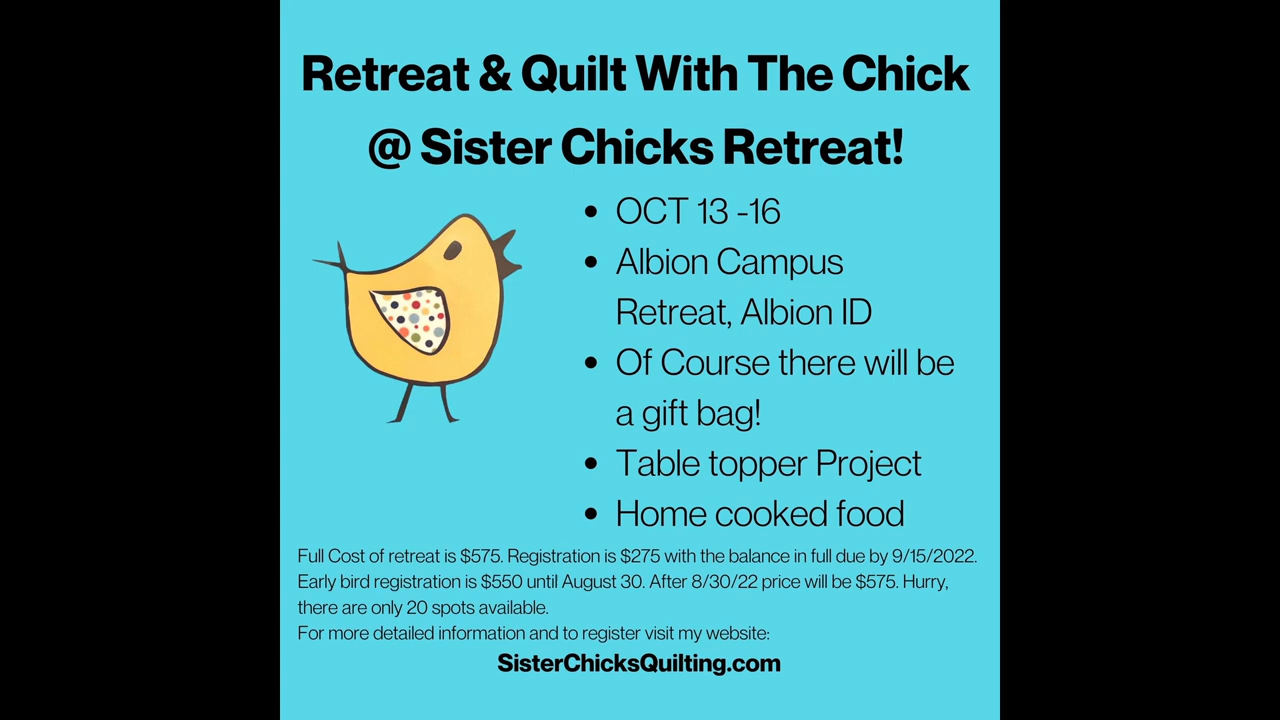 Retreat & Quilt With The Chick
@ Sister Chicks Retreat!
• OCT 13 -16
• Albion Campus
Retreat, Albion ID
• Of Course there will be
a gift bag!
• Table topper Project
• Home cooked food
Full Cost of retreat is $575. Registration is $275 with the balance in full due by 9/15/2022.
Early bird registration is $550 until August 30. After 8/30/22 price will be $575. Hurry,
there are only 20 spots available.
For more detailed information and to register visit my website:
SisterChicksQuilting.com